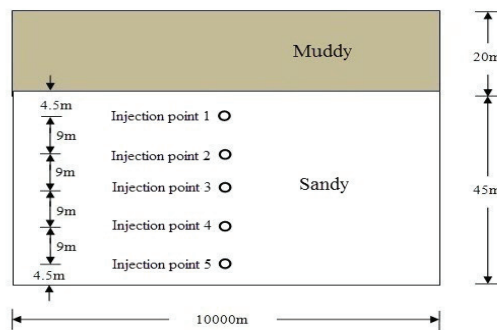 Muddy
20m
4.5m
Injection point 1
9m
Injection point 2
9m
Injection point 3
Sandy
45m
9m
Injection point 4
9m
Injection point 5
4.5m
10000m